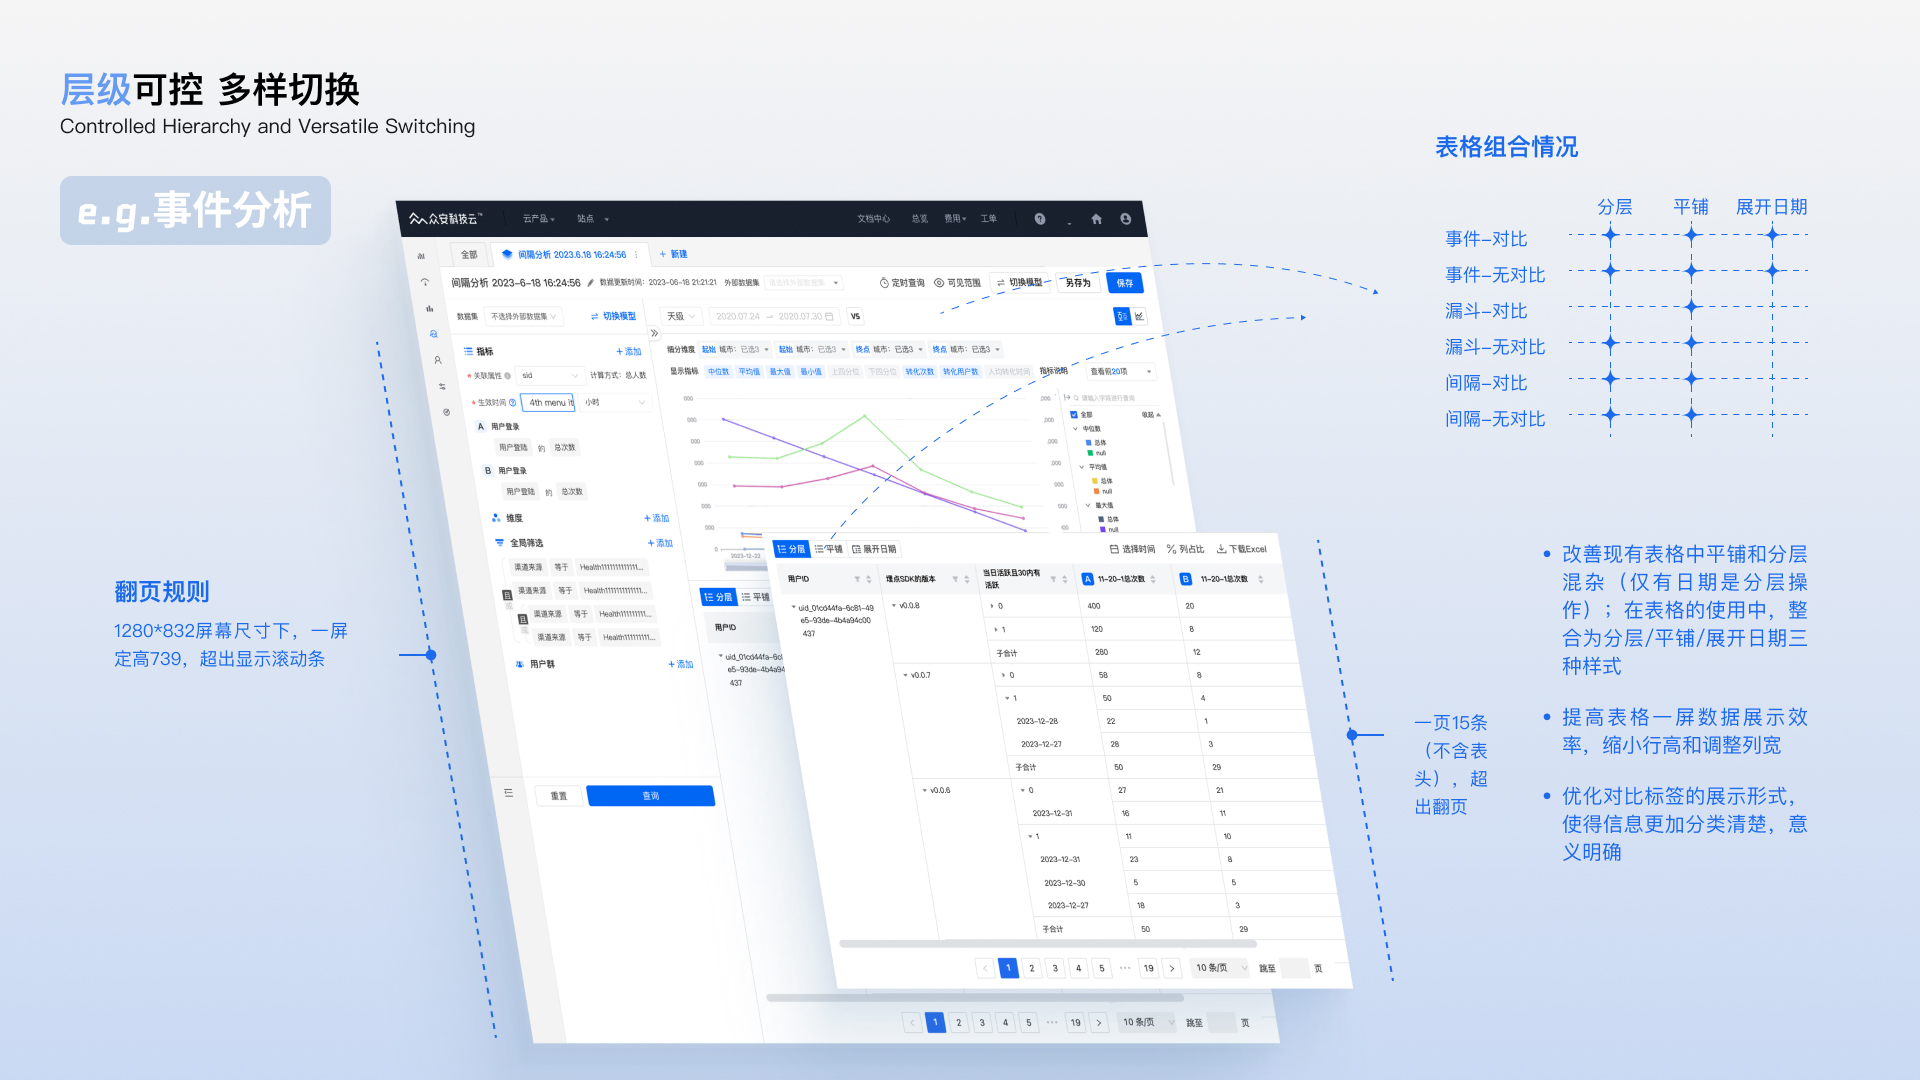 层级可控 多样切换
Controlled Hierarchy and Versatile Switching
e.g.事件分析
众安科技云™ 云产品 站点 文档中心 总览 费用 工单
全部 间隔分析 2023.6.18 16:24:56 + 新建
间隔分析 2023-6-18 16:24:56 数据更新时间: 2023-06-18 21:21:21 外部数据集 定时查询 可见范围 切换模型 另存为 保存
数据集 不选择外部数据集 切换模型 天级 2020.07.24 → 2020.07.30 VS
指标 + 添加
* 关联属性 sid 计算方式: 总人数
* 生效时间 4th menu it 小时
A 用户登录
用户登陆 的 总次数
B 用户登录
用户登陆 的 总次数
维度 + 添加
全局筛选 + 添加
渠道来源 等于 Health111111111111...
渠道来源 等于 Health111111111111...
渠道来源 等于 Health11111111...
渠道来源 等于 Health11111111...
且 或
且 或
用户群 + 添加
重置 查询
细分维度 起始 城市: 已选3 起始 城市: 已选3 终点 城市: 已选3 终点 城市: 已选3
显示指标 中位数 平均值 最大值 最小值 上四分位 下四分位 转化次数 转化用户数 人均转化时间 指标说明 查看前20项
请输入字段进行查询
全部 收起
中位数
总体
null
平均值
总体
null
最大值
总体
null
000
000
000
000
000
000
000
0
2023-12-22
分层 平铺
用户ID
uid_01cd44fa-6c8
e5-93de-4b4a94
437
分层 平铺 展开日期 选择时间 列占比 下载Excel
用户ID 埋点SDK的版本 当日活跃且30内有活跃 A 11-20-1总次数 B 11-20-1总次数
uid_01cd44fa-6c81-49
e5-93de-4b4a94c00
437
v0.0.8 0 400 20
1 120 8
子合计 280 12
v0.0.7 0 58 8
1 50 4
2023-12-28 22 1
2023-12-27 28 3
子合计 50 29
v0.0.6 0 27 21
2023-12-31 16 11
1 11 10
2023-12-31 23 8
2023-12-30 5 5
2023-12-27 18 3
子合计 50 29
< 1 2 3 4 5 ··· 19 > 10 条/页 跳至 页
< 1 2 3 4 5 ··· 19 > 10 条/页 跳至 页
翻页规则
1280*832屏幕尺寸下，一屏
定高739，超出显示滚动条
一页15条
（不含表
头），超
出翻页
表格组合情况
分层 平铺 展开日期
事件-对比
事件-无对比
漏斗-对比
漏斗-无对比
间隔-对比
间隔-无对比
• 改善现有表格中平铺和分层
混杂（仅有日期是分层操
作）；在表格的使用中，整
合为分层/平铺/展开日期三
种样式
• 提高表格一屏数据展示效
率，缩小行高和调整列宽
• 优化对比标签的展示形式，
使得信息更加分类清楚，意
义明确